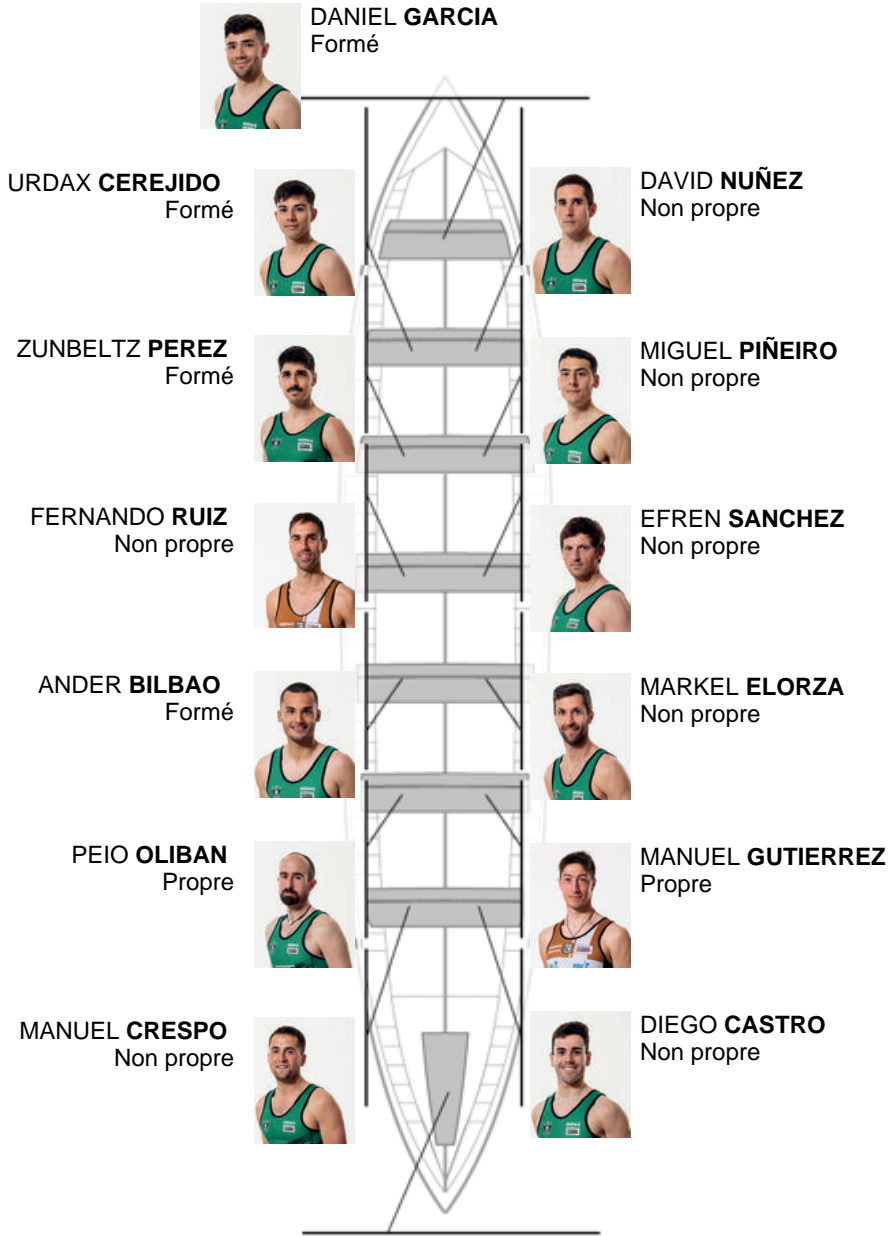 DANIEL GARCIA
Formé
URDAX CEREJIDO
Formé
DAVID NUÑEZ
Non propre
ZUNBELTZ PEREZ
Formé
MIGUEL PIÑEIRO
Non propre
FERNANDO RUIZ
Non propre
EFREN SANCHEZ
Non propre
ANDER BILBAO
Formé
MARKEL ELORZA
Non propre
PEIO OLIBAN
Propre
MANUEL GUTIERREZ
Propre
MANUEL CRESPO
Non propre
DIEGO CASTRO
Non propre